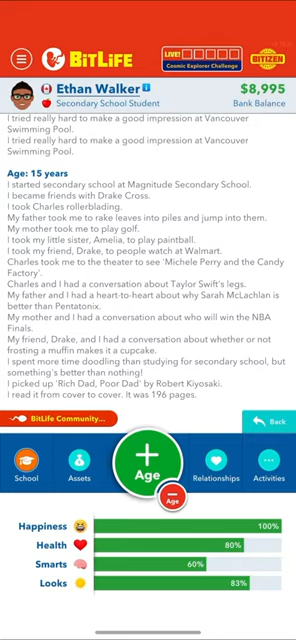 BitLife
LIVE!
Cosmic Explorer Challenge
BITIZEN
Ethan Walker
$8,995
Secondary School Student
Bank Balance
I tried really hard to make a good impression at Vancouver
Swimming Pool.
I tried really hard to make a good impression at Vancouver
Swimming Pool.
Age: 15 years
I started secondary school at Magnitude Secondary School.
I became friends with Drake Cross.
I took Charles rollerblading.
My father took me to rake leaves into piles and jump into them.
My mother took me to play golf.
I took my little sister, Amelia, to play paintball.
I took my friend, Drake, to people watch at Walmart.
Charles took me to the theater to see 'Michele Perry and the Candy
Factory'.
Charles and I had a conversation about Taylor Swift's legs.
My father and I had a heart-to-heart about why Sarah McLachlan is
better than Pentatonix.
My mother and I had a conversation about who will win the NBA
Finals.
My friend, Drake, and I had a conversation about whether or not
frosting a muffin makes it a cupcake.
I spent more time doodling than studying for secondary school, but
something's better than nothing!
I picked up 'Rich Dad, Poor Dad' by Robert Kiyosaki.
I read it from cover to cover. It was 196 pages.
BitLife Community...
Back
School
Assets
Age
Age
Relationships
Activities
Happiness 100%
Health 80%
Smarts 60%
Looks 83%